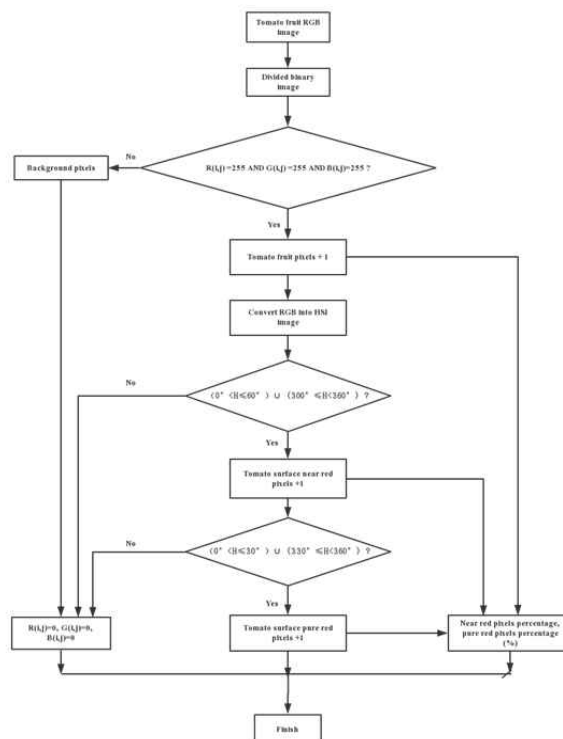 Tomato fruit RGB
image
Divided binary
image
No
Background pixels
R(i,j)=255 AND G(i,j)=255 AND B(i,j)=255 ?
Yes
Tomato fruit pixels + 1
Convert RGB into HSI
image
No
(0° <H≤60° ) ∪ (300° ≤H<360° ) ?
Yes
Tomato surface near red
pixels +1
No
(0° <H≤30° ) ∪ (330° ≤H<360° ) ?
Yes
R(i,j)=0, G(i,j)=0,
B(i,j)=0
Tomato surface pure red
pixels +1
Near red pixels percentage,
pure red pixels percentage
(%)
Finish